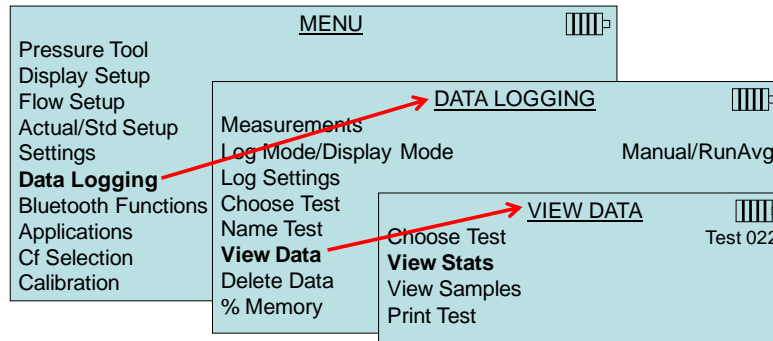 MENU
Pressure Tool
Display Setup
Flow Setup
Actual/Std Setup
Settings
Data Logging
Bluetooth Functions
Applications
Cf Selection
Calibration
DATA LOGGING
Measurements
Log Mode/Display Mode Manual/RunAvg
Log Settings
Choose Test
Name Test
View Data
Delete Data
% Memory
VIEW DATA
Choose Test Test 022
View Stats
View Samples
Print Test